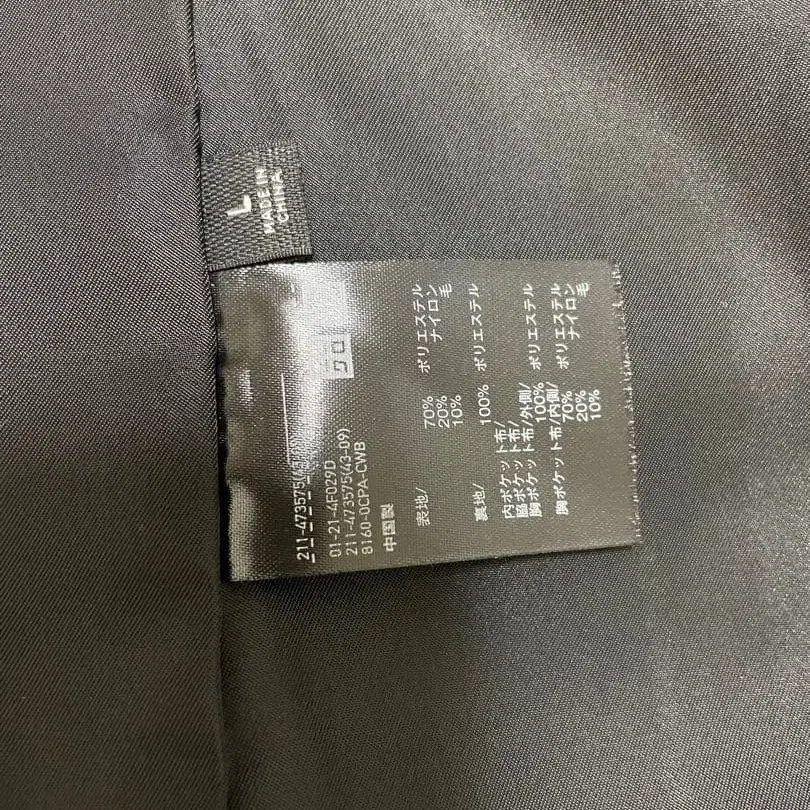 L
MADE IN
CHINA
クロ
211-473575(43-09)
01-21-4F029D
211-473575(43-09)
8160-0CPA-CWB
中国製
表地/
70% ポリエステル
20% ナイロン
10% 毛
裏地/
100% ポリエステル
内ポケット布/
脇ポケット布/
胸ポケット布/外側/
100% ポリエステル
胸ポケット布/内側/
70% ポリエステル
20% ナイロン
10% 毛